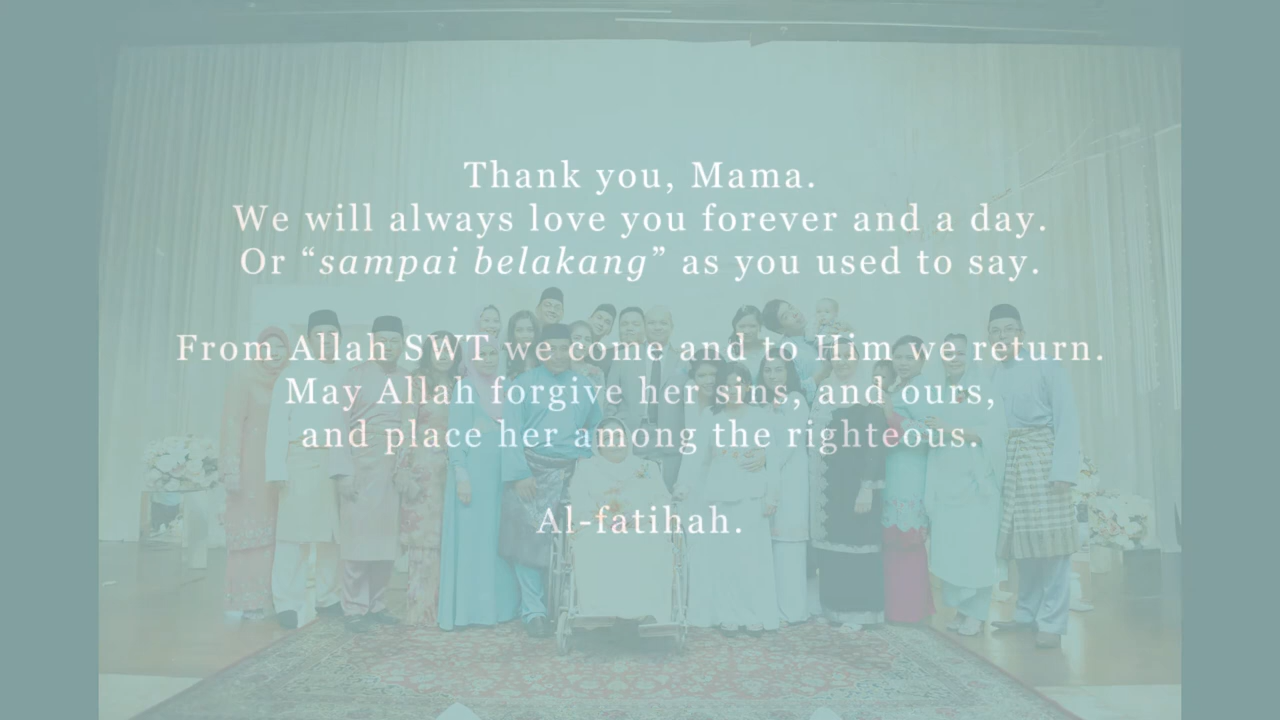 Thank you, Mama.
We will always love you forever and a day.
Or “sampai belakang” as you used to say.
From Allah SWT we come and to Him we return.
May Allah forgive her sins, and ours,
and place her among the righteous.
Al-fatihah.